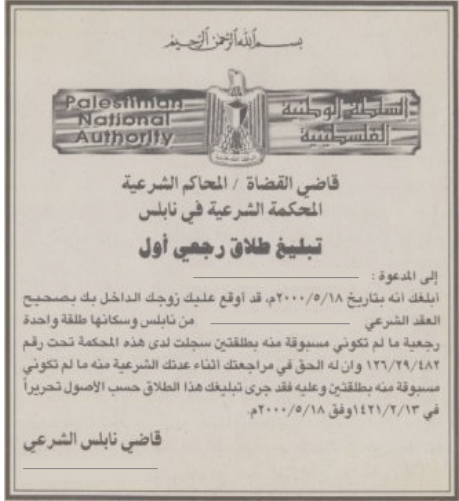 بسم الله الرحمن الرحيم
Palestinian
National
Authority
السلطة الوطنية
الفلسطينية
قاضي القضاة / المحاكم الشرعية
المحكمة الشرعية في نابلس
تبليغ طلاق رجعي أول
إلى المدعوة :
أبلغك انه بتاريخ ٢٠٠٠/٥/١٨م، قد أوقع عليك زوجك الداخل بك بصحيح
العقد الشرعي من نابلس وسكانها طلقة واحدة
رجعية ما لم تكوني مسبوقة منه بطلقتين سجلت لدى هذه المحكمة تحت رقم
١٢٦/٢٩/٤٨٢ وان له الحق في مراجعتك اثناء عدتك الشرعية منه ما لم تكوني
مسبوقة منه بطلقتين وعليه فقد جرى تبليغك هذا الطلاق حسب الاصول تحريراً
في ١٤٢١/٢/١٣ وفق ٢٠٠٠/٥/١٨م.
قاضي نابلس الشرعي